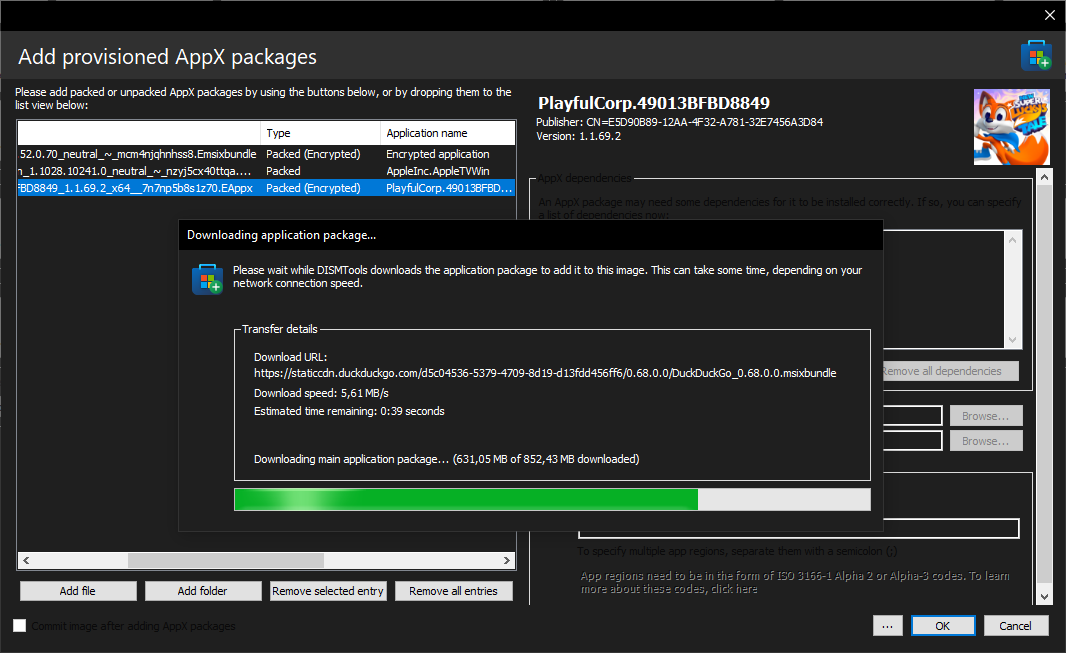 Add provisioned AppX packages
Please add packed or unpacked AppX packages by using the buttons below, or by dropping them to the
list view below:
Type
Application name
52.0.70_neutral_~_mcm4njqhnhss8.Emsixbundle
Packed (Encrypted)
Encrypted application
n_1.1028.10241.0_neutral_~_nzyj5cx40ttqa....
Packed
AppleInc.AppleTVWin
FBD8849_1.1.69.2_x64__7n7np5b8s1z70.EAppx
Packed (Encrypted)
PlayfulCorp.49013BFBD...
Add file
Add folder
Remove selected entry
Remove all entries
Commit image after adding AppX packages
PlayfulCorp.49013BFBD8849
Publisher: CN=E5D90B89-12AA-4F32-A781-32E7456A3D84
Version: 1.1.69.2
SUPER
LUCKY'S
TALE
AppX dependencies
An AppX package may need some dependencies for it to be installed correctly. If so, you can specify
a list of dependencies now:
Remove all dependencies
Browse...
Browse...
To specify multiple app regions, separate them with a semicolon (;)
App regions need to be in the form of ISO 3166-1 Alpha 2 or Alpha-3 codes. To learn
more about these codes, click here
...
OK
Cancel
Downloading application package...
Please wait while DISMTools downloads the application package to add it to this image. This can take some time, depending on your
network connection speed.
Transfer details
Download URL:
https://staticcdn.duckduckgo.com/d5c04536-5379-4709-8d19-d13fdd456ff6/0.68.0.0/DuckDuckGo_0.68.0.0.msixbundle
Download speed: 5,61 MB/s
Estimated time remaining: 0:39 seconds
Downloading main application package... (631,05 MB of 852,43 MB downloaded)